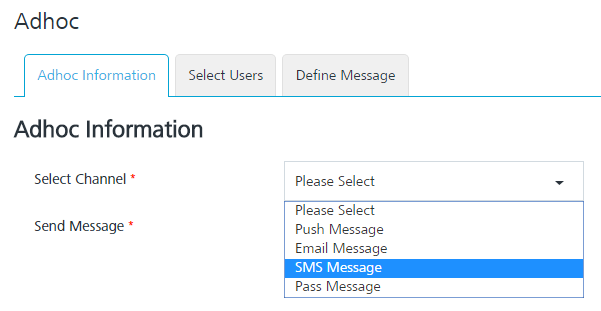 Adhoc
Adhoc Information
Select Users
Define Message
Adhoc Information
Select Channel *
Please Select
Send Message *
Please Select
Push Message
Email Message
SMS Message
Pass Message